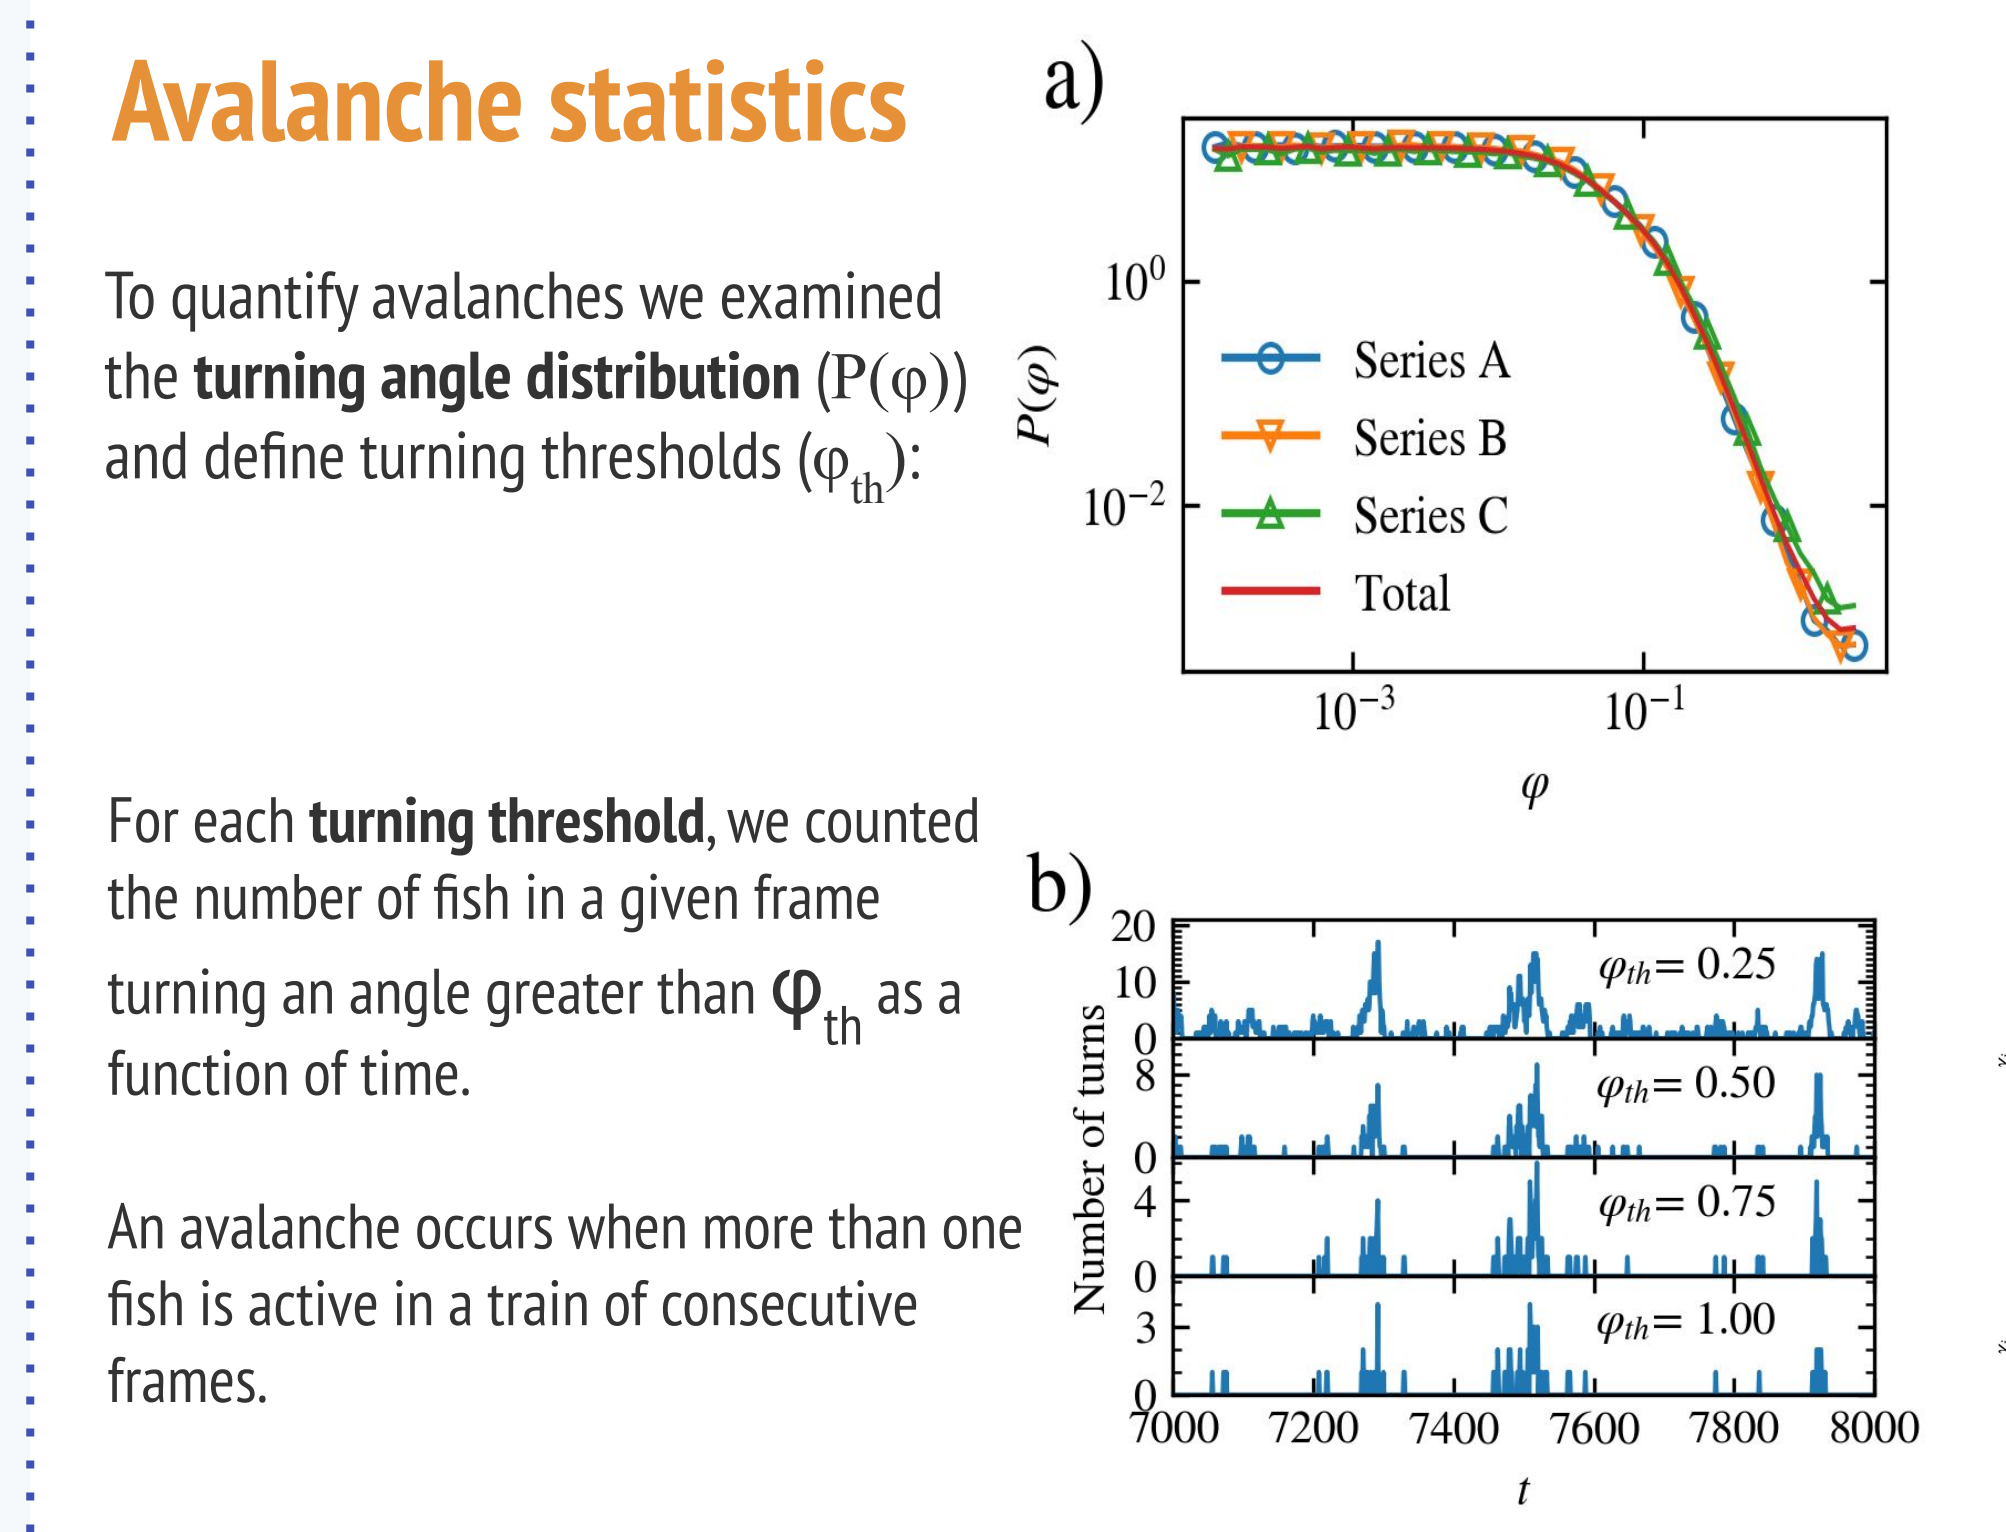 Avalanche statistics
To quantify avalanches we examined
the turning angle distribution (P(φ))
and define turning thresholds (φth):
For each turning threshold, we counted
the number of fish in a given frame
turning an angle greater than φth as a
function of time.
An avalanche occurs when more than one
fish is active in a train of consecutive
frames.
a)
P(φ)
10⁰
10⁻²
Series A
Series B
Series C
Total
10⁻³ 10⁻¹
φ
b)
Number of turns
20
10
0
φth= 0.25
8
0
φth= 0.50
4
0
φth= 0.75
3
0
φth= 1.00
7000 7200 7400 7600 7800 8000
t